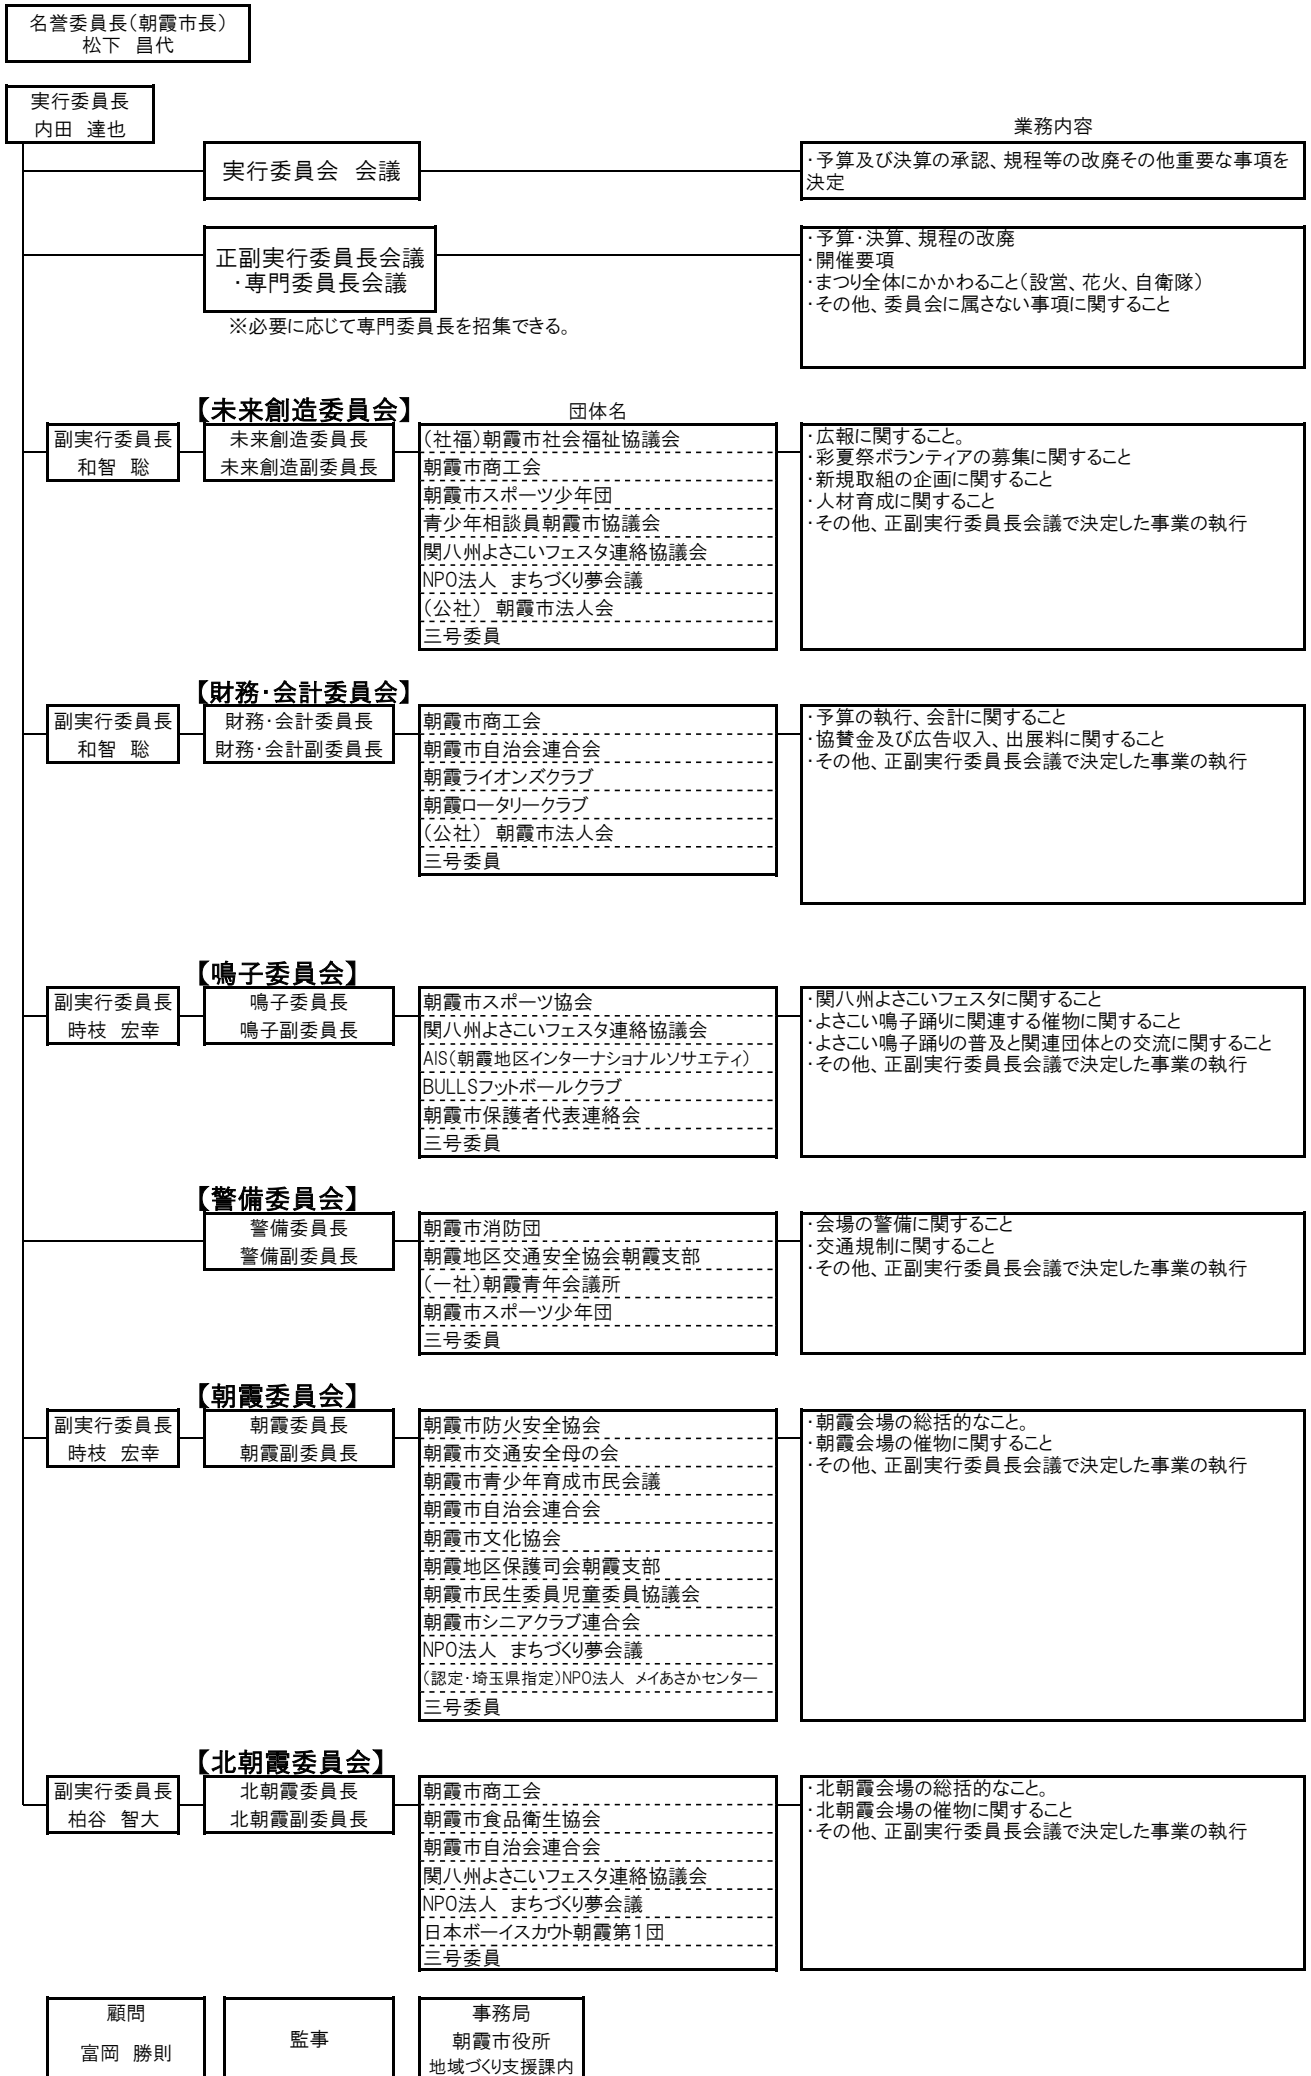 名誉委員長(朝霞市長)
松下　昌代
実行委員長
内田　達也
業務内容
実行委員会　会議
・予算及び決算の承認、規程等の改廃その他重要な事項を
決定
正副実行委員長会議
・専門委員長会議
※必要に応じて専門委員長を招集できる。
・予算・決算、規程の改廃
・開催要項
・まつり全体にかかわること(設営、花火、自衛隊)
・その他、委員会に属さない事項に関すること
【未来創造委員会】
団体名
副実行委員長
和智　聡
未来創造委員長
未来創造副委員長
(社福)朝霞市社会福祉協議会
朝霞市商工会
朝霞市スポーツ少年団
青少年相談員朝霞市協議会
関八州よさこいフェスタ連絡協議会
NPO法人　まちづくり夢会議
(公社)　朝霞市法人会
三号委員
・広報に関すること。
・彩夏祭ボランティアの募集に関すること
・新規取組の企画に関すること
・人材育成に関すること
・その他、正副実行委員長会議で決定した事業の執行
【財務・会計委員会】
副実行委員長
和智　聡
財務・会計委員長
財務・会計副委員長
朝霞市商工会
朝霞市自治会連合会
朝霞ライオンズクラブ
朝霞ロータリークラブ
(公社)　朝霞市法人会
三号委員
・予算の執行、会計に関すること
・協賛金及び広告収入、出展料に関すること
・その他、正副実行委員長会議で決定した事業の執行
【鳴子委員会】
副実行委員長
時枝　宏幸
鳴子委員長
鳴子副委員長
朝霞市スポーツ協会
関八州よさこいフェスタ連絡協議会
AIS(朝霞地区インターナショナルソサエティ)
BULLSフットボールクラブ
朝霞市保護者代表連絡会
三号委員
・関八州よさこいフェスタに関すること
・よさこい鳴子踊りに関連する催物に関すること
・よさこい鳴子踊りの普及と関連団体との交流に関すること
・その他、正副実行委員長会議で決定した事業の執行
【警備委員会】
警備委員長
警備副委員長
朝霞市消防団
朝霞地区交通安全協会朝霞支部
(一社)朝霞青年会議所
朝霞市スポーツ少年団
三号委員
・会場の警備に関すること
・交通規制に関すること
・その他、正副実行委員長会議で決定した事業の執行
【朝霞委員会】
副実行委員長
時枝　宏幸
朝霞委員長
朝霞副委員長
朝霞市防火安全協会
朝霞市交通安全母の会
朝霞市青少年育成市民会議
朝霞市自治会連合会
朝霞市文化協会
朝霞地区保護司会朝霞支部
朝霞市民生委員児童委員協議会
朝霞市シニアクラブ連合会
NPO法人　まちづくり夢会議
(認定・埼玉県指定)NPO法人　メイあさかセンター
三号委員
・朝霞会場の総括的なこと。
・朝霞会場の催物に関すること
・その他、正副実行委員長会議で決定した事業の執行
【北朝霞委員会】
副実行委員長
柏谷　智大
北朝霞委員長
北朝霞副委員長
朝霞市商工会
朝霞市食品衛生協会
朝霞市自治会連合会
関八州よさこいフェスタ連絡協議会
NPO法人　まちづくり夢会議
日本ボーイスカウト朝霞第1団
三号委員
・北朝霞会場の総括的なこと。
・北朝霞会場の催物に関すること
・その他、正副実行委員長会議で決定した事業の執行
顧問
富岡　勝則
監事
事務局
朝霞市役所
地域づくり支援課内